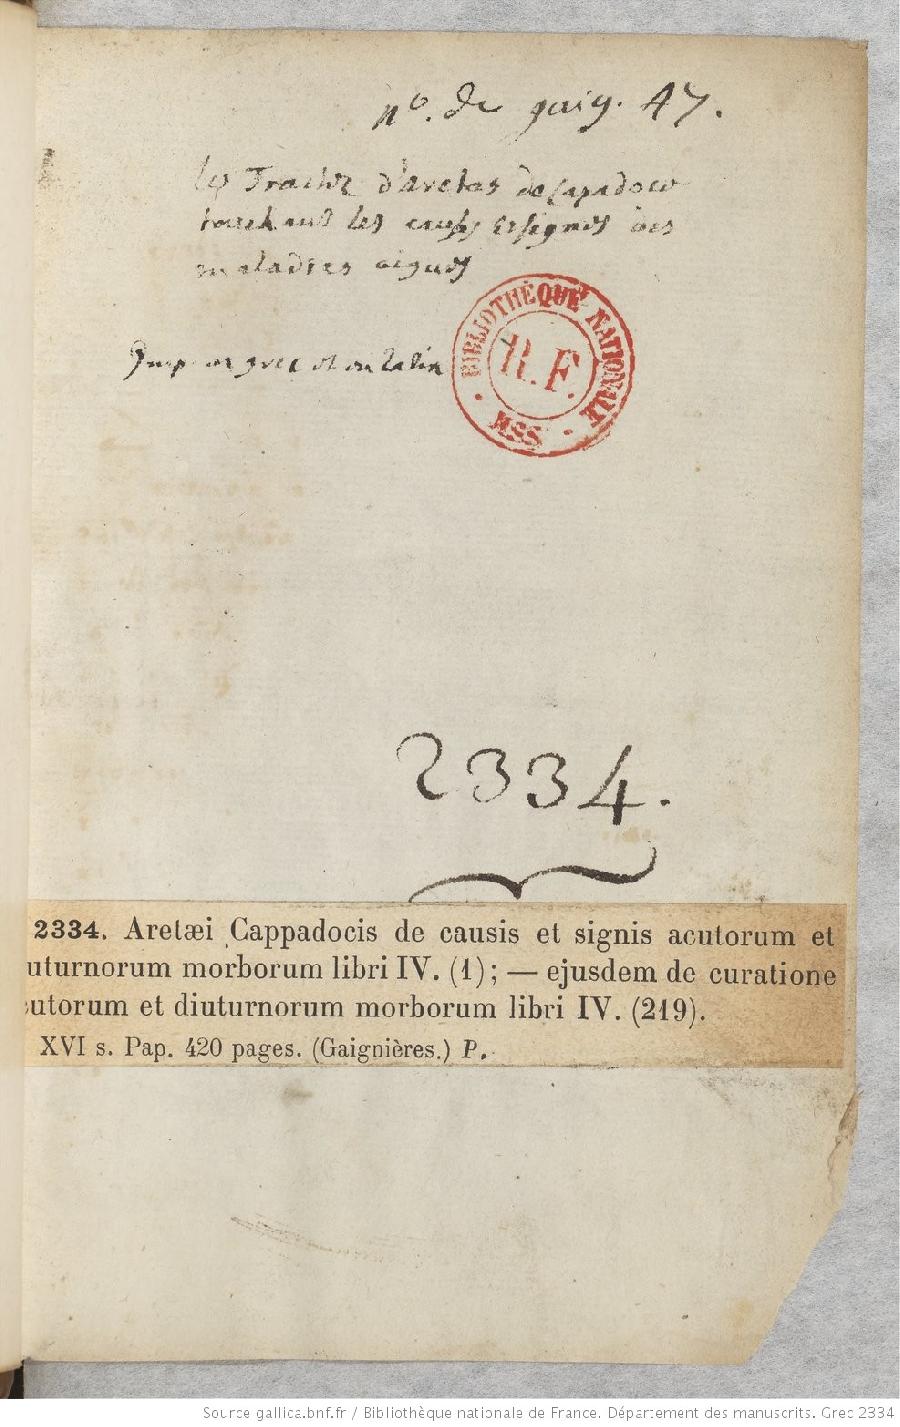 n°. de gaig. 47.
les Traitez d'Aretas de Capadoce
touchant les causes et signes des
maladies aigues
Imp. en grec et en latin
BIBLIOTHÈQUE NATIONALE
R.F.
MSS
2334.
2334. Aretæi Cappadocis de causis et signis acutorum et
uturnorum morborum libri IV. (1); — ejusdem de curatione
utorum et diuturnorum morborum libri IV. (219).
XVI s. Pap. 420 pages. (Gaignières.) P.
Source gallica.bnf.fr / Bibliothèque nationale de France. Département des manuscrits. Grec 2334